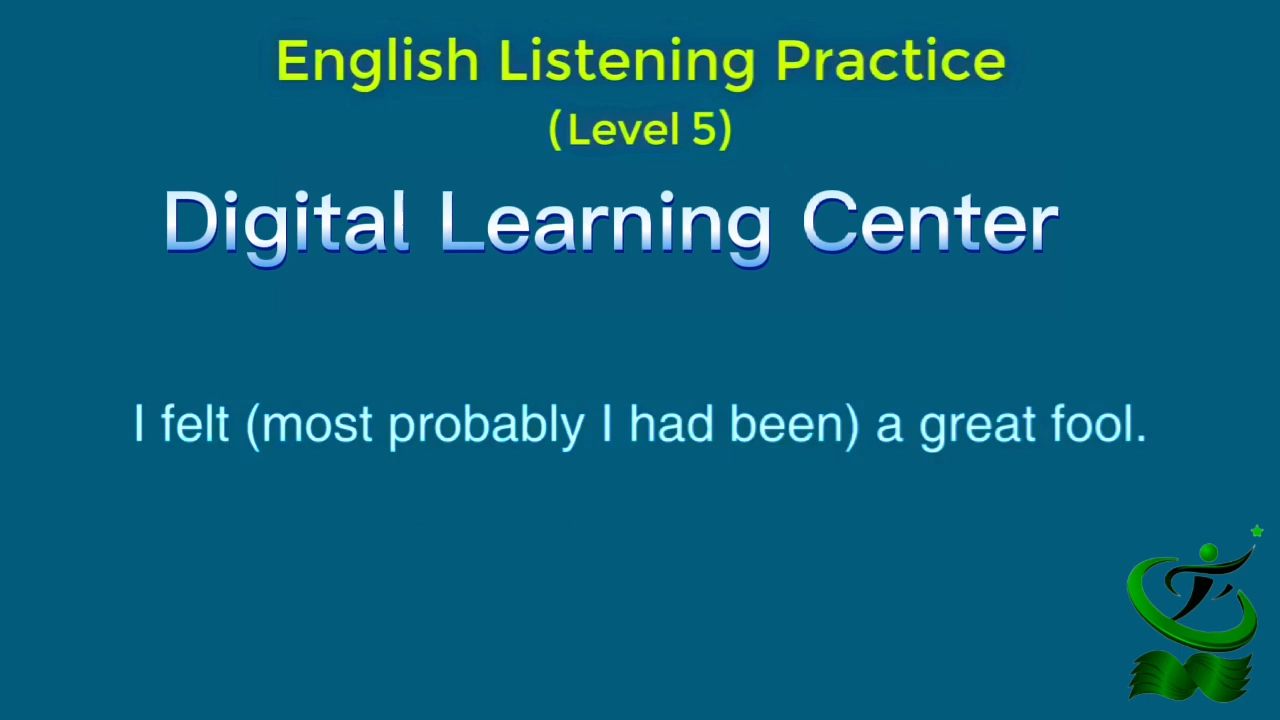 English Listening Practice
(Level 5)
Digital Learning Center
I felt (most probably I had been) a great fool.